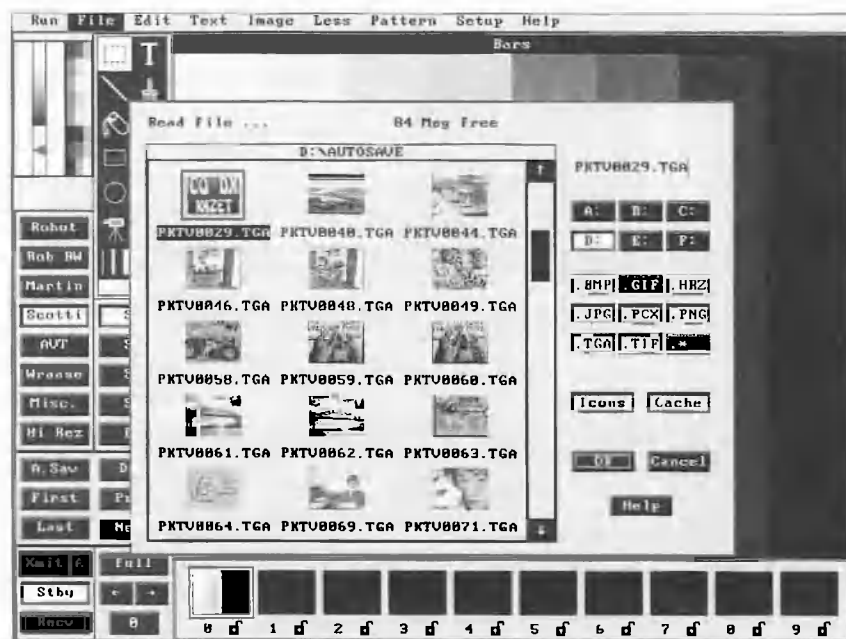 Run File Edit Text Image Less Pattern Setup Help
Bars
T
Read File ... 84 Meg Free
D:\AUTOSAVE
PKTV0029.TGA
CQ DX
PKTV0029.TGA PKTV0040.TGA PKTV0044.TGA
A: B: C:
D: E: F:
PKTV0046.TGA PKTV0048.TGA PKTV0049.TGA
.BMP .GIF .HRZ
.JPG .PCX .PNG
.TGA .TIF .*
PKTV0058.TGA PKTV0059.TGA PKTV0060.TGA
Icons Cache
PKTV0061.TGA PKTV0062.TGA PKTV0063.TGA
OK Cancel
Help
PKTV0064.TGA PKTV0069.TGA PKTV0071.TGA
Robot
Rob BW
Martin
Scotti
AVT
Wraase
Misc.
Hi Rez
A.Sav
First
Last
Xmit A Full
Stby ← →
Recv 0
0 1 2 3 4 5 6 7 8 9